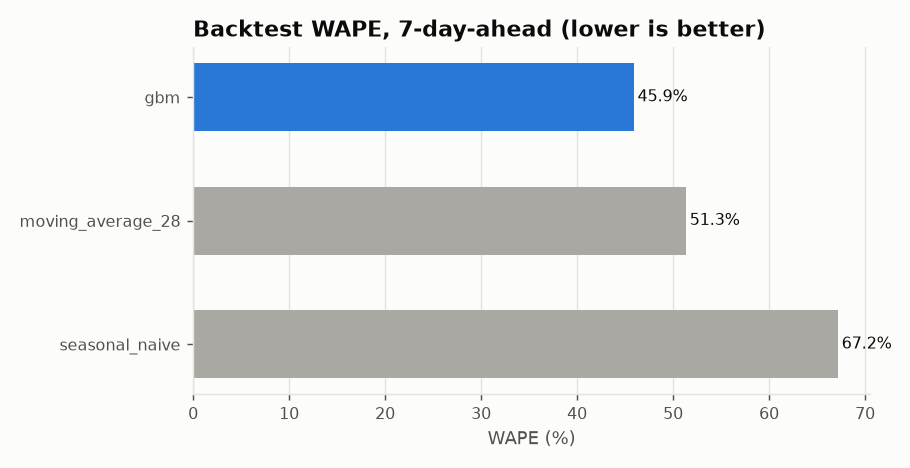 Backtest WAPE, 7-day-ahead (lower is better)
gbm
45.9%
moving_average_28
51.3%
seasonal_naive
67.2%
0 10 20 30 40 50 60 70
WAPE (%)